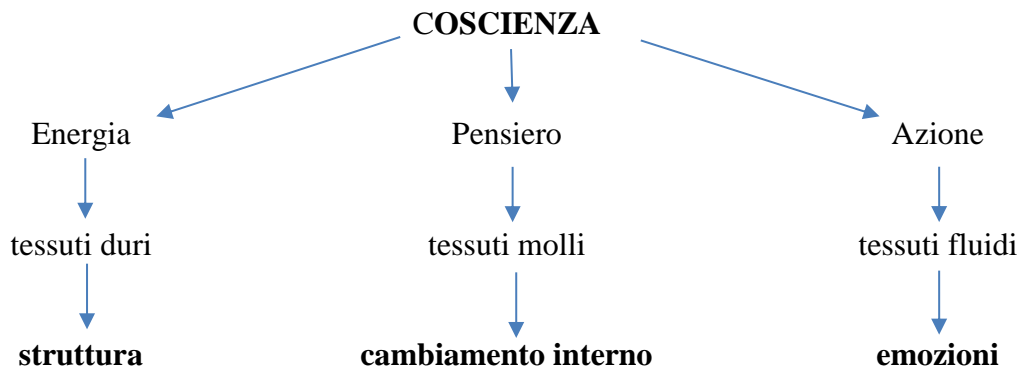 COSCIENZA
Energia Pensiero Azione
tessuti duri tessuti molli tessuti fluidi
struttura cambiamento interno emozioni